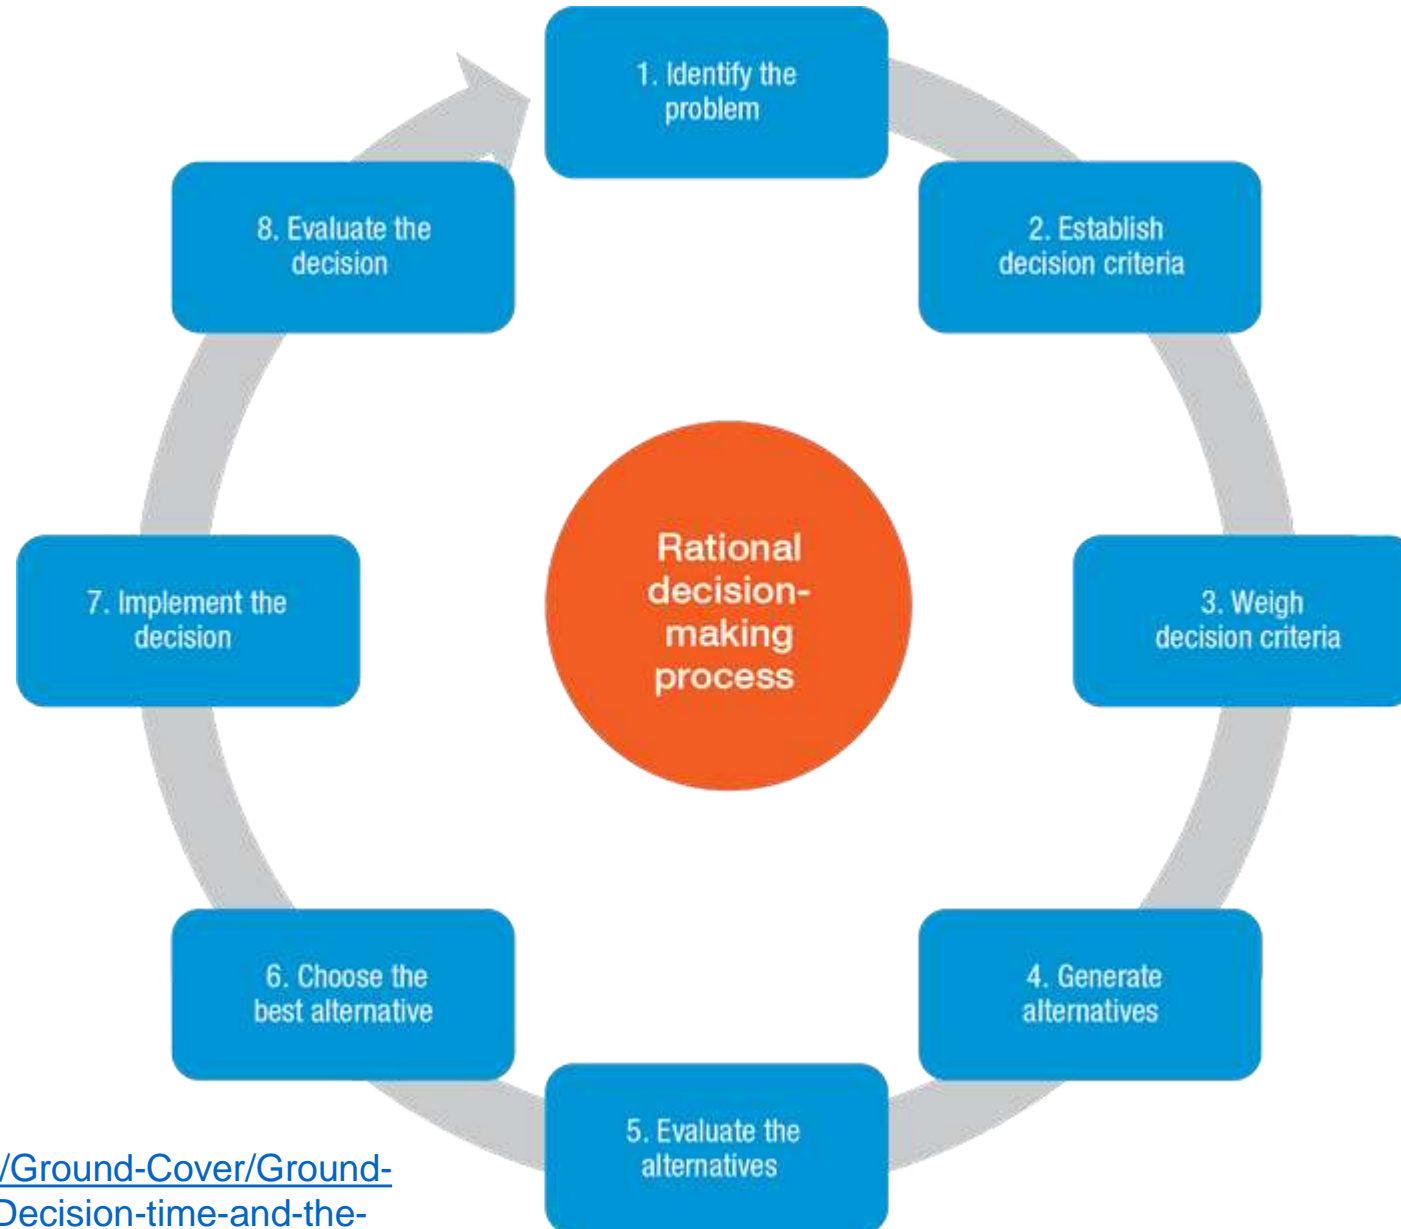 1. Identify the
problem
2. Establish
decision criteria
3. Weigh
decision criteria
4. Generate
alternatives
5. Evaluate the
alternatives
6. Choose the
best alternative
7. Implement the
decision
8. Evaluate the
decision
Rational
decision-
making
process
/Ground-Cover/Ground-
Decision-time-and-the-